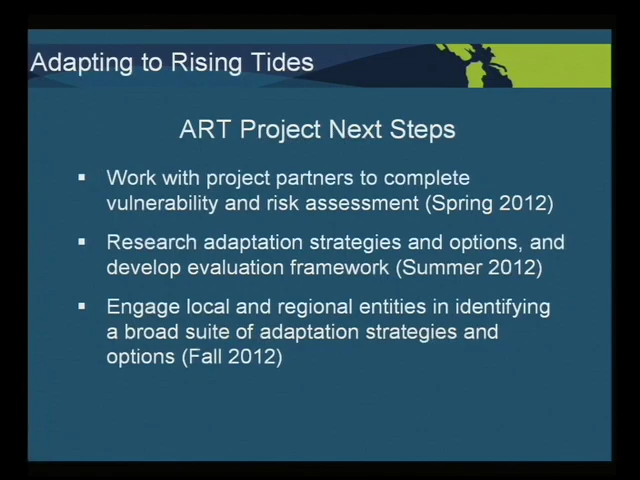 Adapting to Rising Tides
ART Project Next Steps
▪ Work with project partners to complete
vulnerability and risk assessment (Spring 2012)
▪ Research adaptation strategies and options, and
develop evaluation framework (Summer 2012)
▪ Engage local and regional entities in identifying
a broad suite of adaptation strategies and
options (Fall 2012)